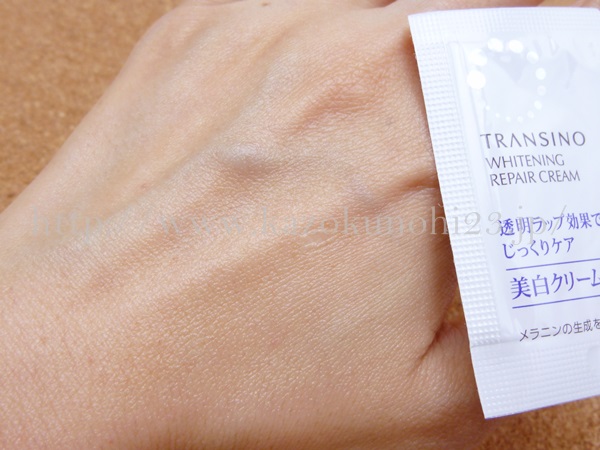 TRANSINO
WHITENING
REPAIR CREAM
透明ラップ効果で
じっくりケア
美白クリーム
メラニンの生成を